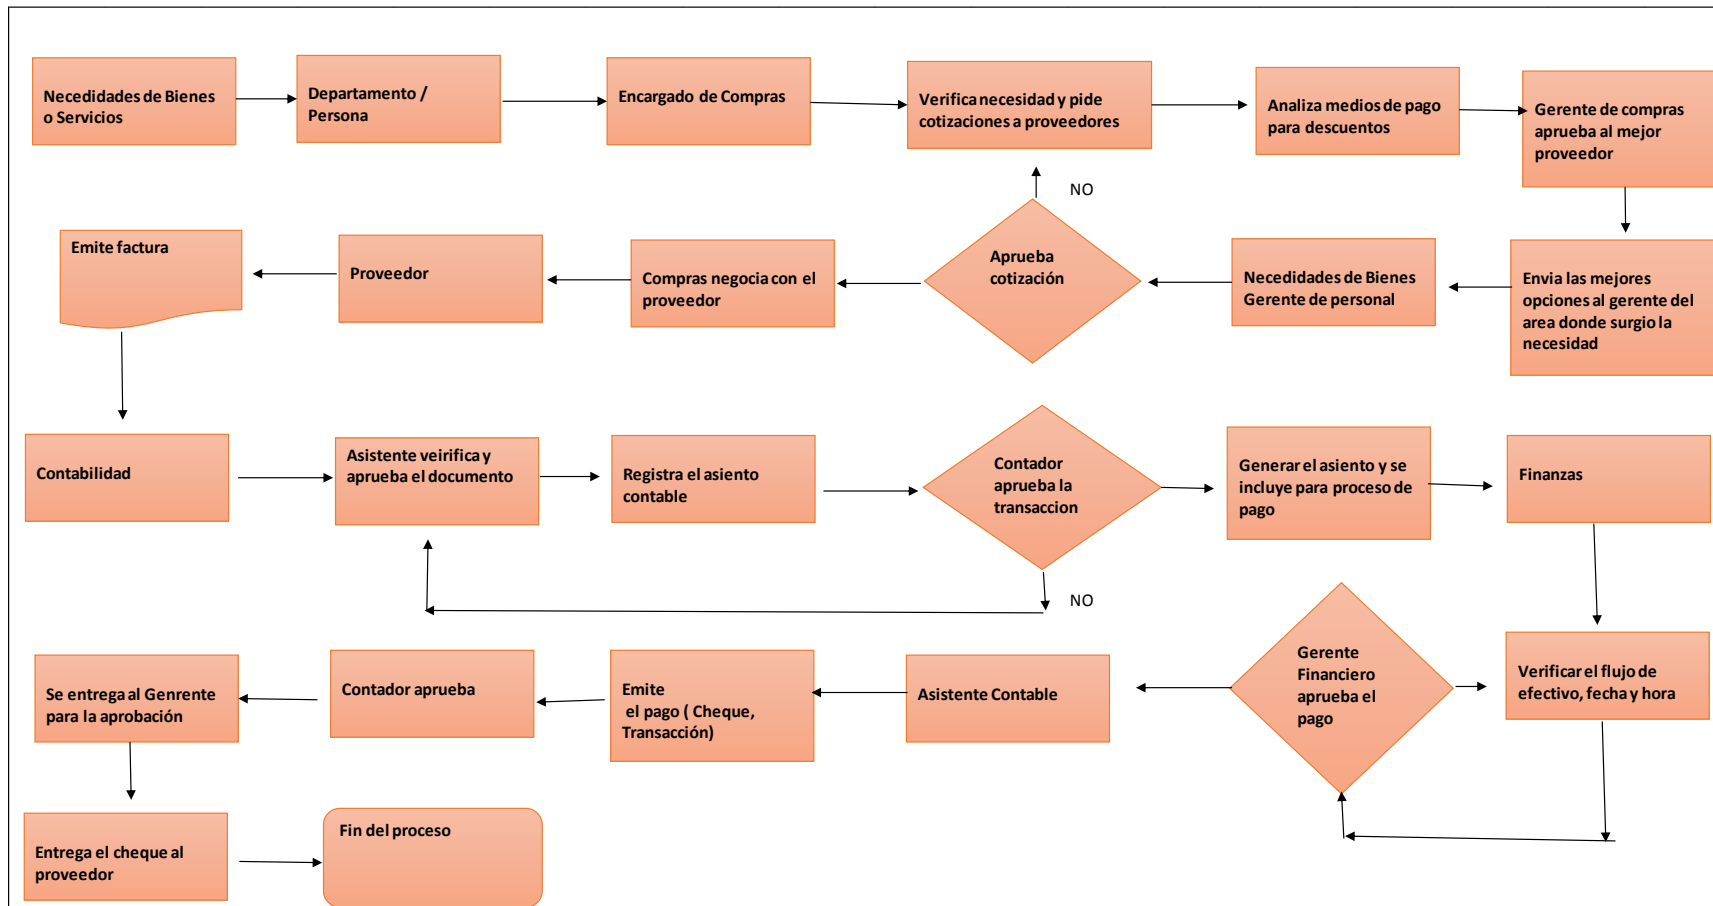 Necedidades de Bienes
o Servicios
Departamento /
Persona
Encargado de Compras
Verifica necesidad y pide
cotizaciones a proveedores
Analiza medios de pago
para descuentos
Gerente de compras
aprueba al mejor
proveedor
NO
Emite factura
Proveedor
Compras negocia con el
proveedor
Aprueba
cotización
Necedidades de Bienes
Gerente de personal
Envia las mejores
opciones al gerente del
area donde surgio la
necesidad
Contabilidad
Asistente veirifica y
aprueba el documento
Registra el asiento
contable
Contador
aprueba la
transaccion
Generar el asiento y se
incluye para proceso de
pago
Finanzas
NO
Se entrega al Genrente
para la aprobación
Contador aprueba
Emite
el pago ( Cheque,
Transacción)
Asistente Contable
Gerente
Financiero
aprueba el
pago
Verificar el flujo de
efectivo, fecha y hora
Entrega el cheque al
proveedor
Fin del proceso